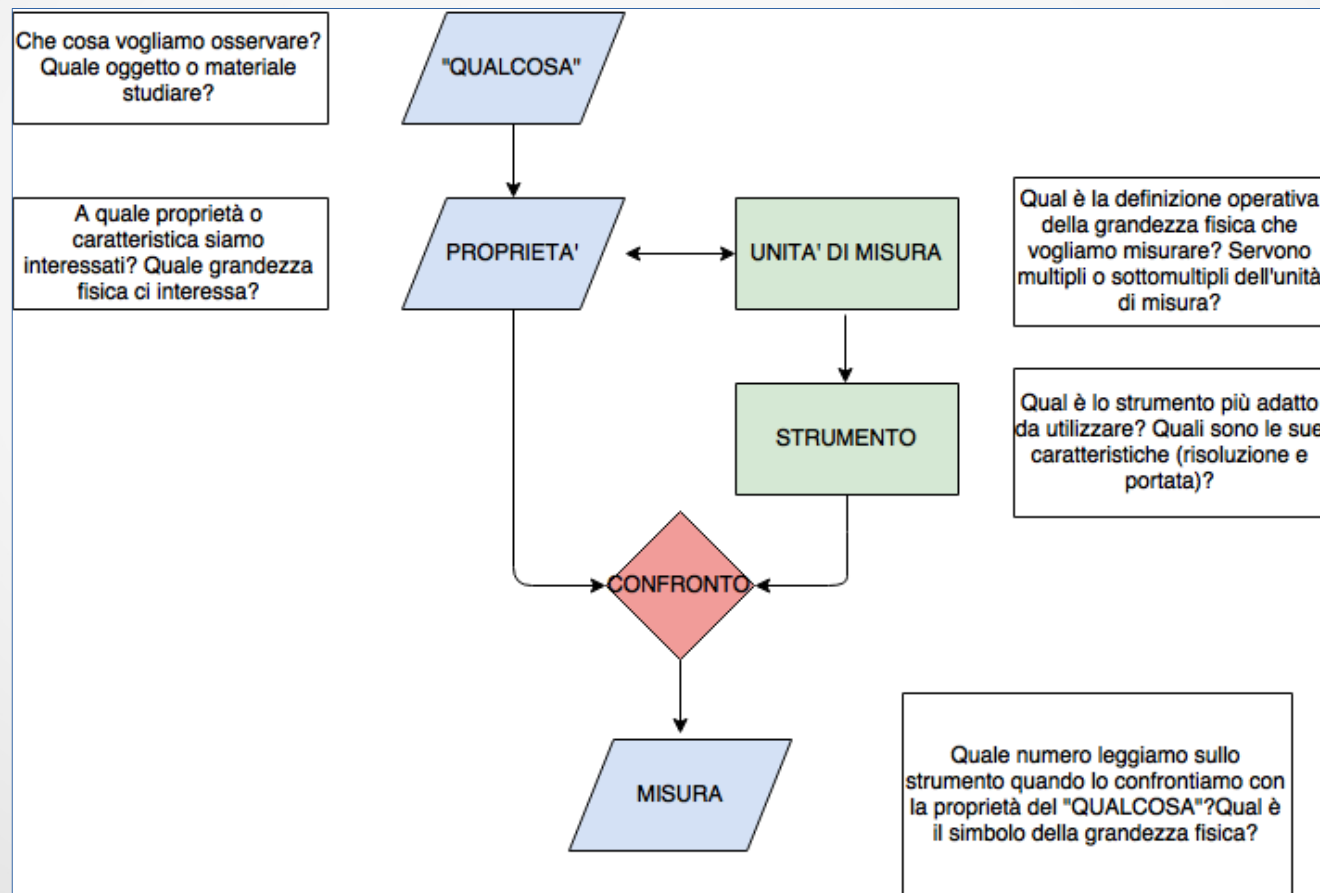 Che cosa vogliamo osservare?
Quale oggetto o materiale
studiare?
"QUALCOSA"
A quale proprietà o
caratteristica siamo
interessati? Quale grandezza
fisica ci interessa?
PROPRIETA'
UNITA' DI MISURA
Qual è la definizione operativa
della grandezza fisica che
vogliamo misurare? Servono
multipli o sottomultipli dell'unità
di misura?
STRUMENTO
Qual è lo strumento più adatto
da utilizzare? Quali sono le sue
caratteristiche (risoluzione e
portata)?
CONFRONTO
MISURA
Quale numero leggiamo sullo
strumento quando lo confrontiamo con
la proprietà del "QUALCOSA"?Qual è
il simbolo della grandezza fisica?